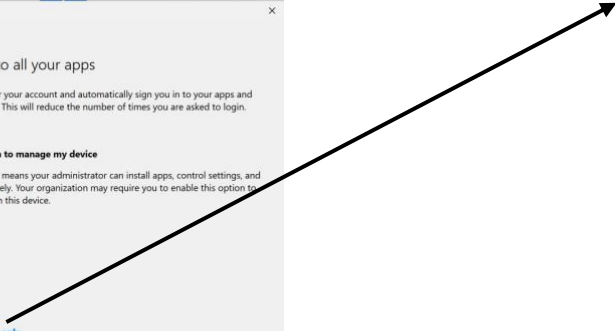 o all your apps
your account and automatically sign you in to your apps and
This will reduce the number of times you are asked to login.
to manage my device
means your administrator can install apps, control settings, and
ely. Your organization may require you to enable this option to
this device.